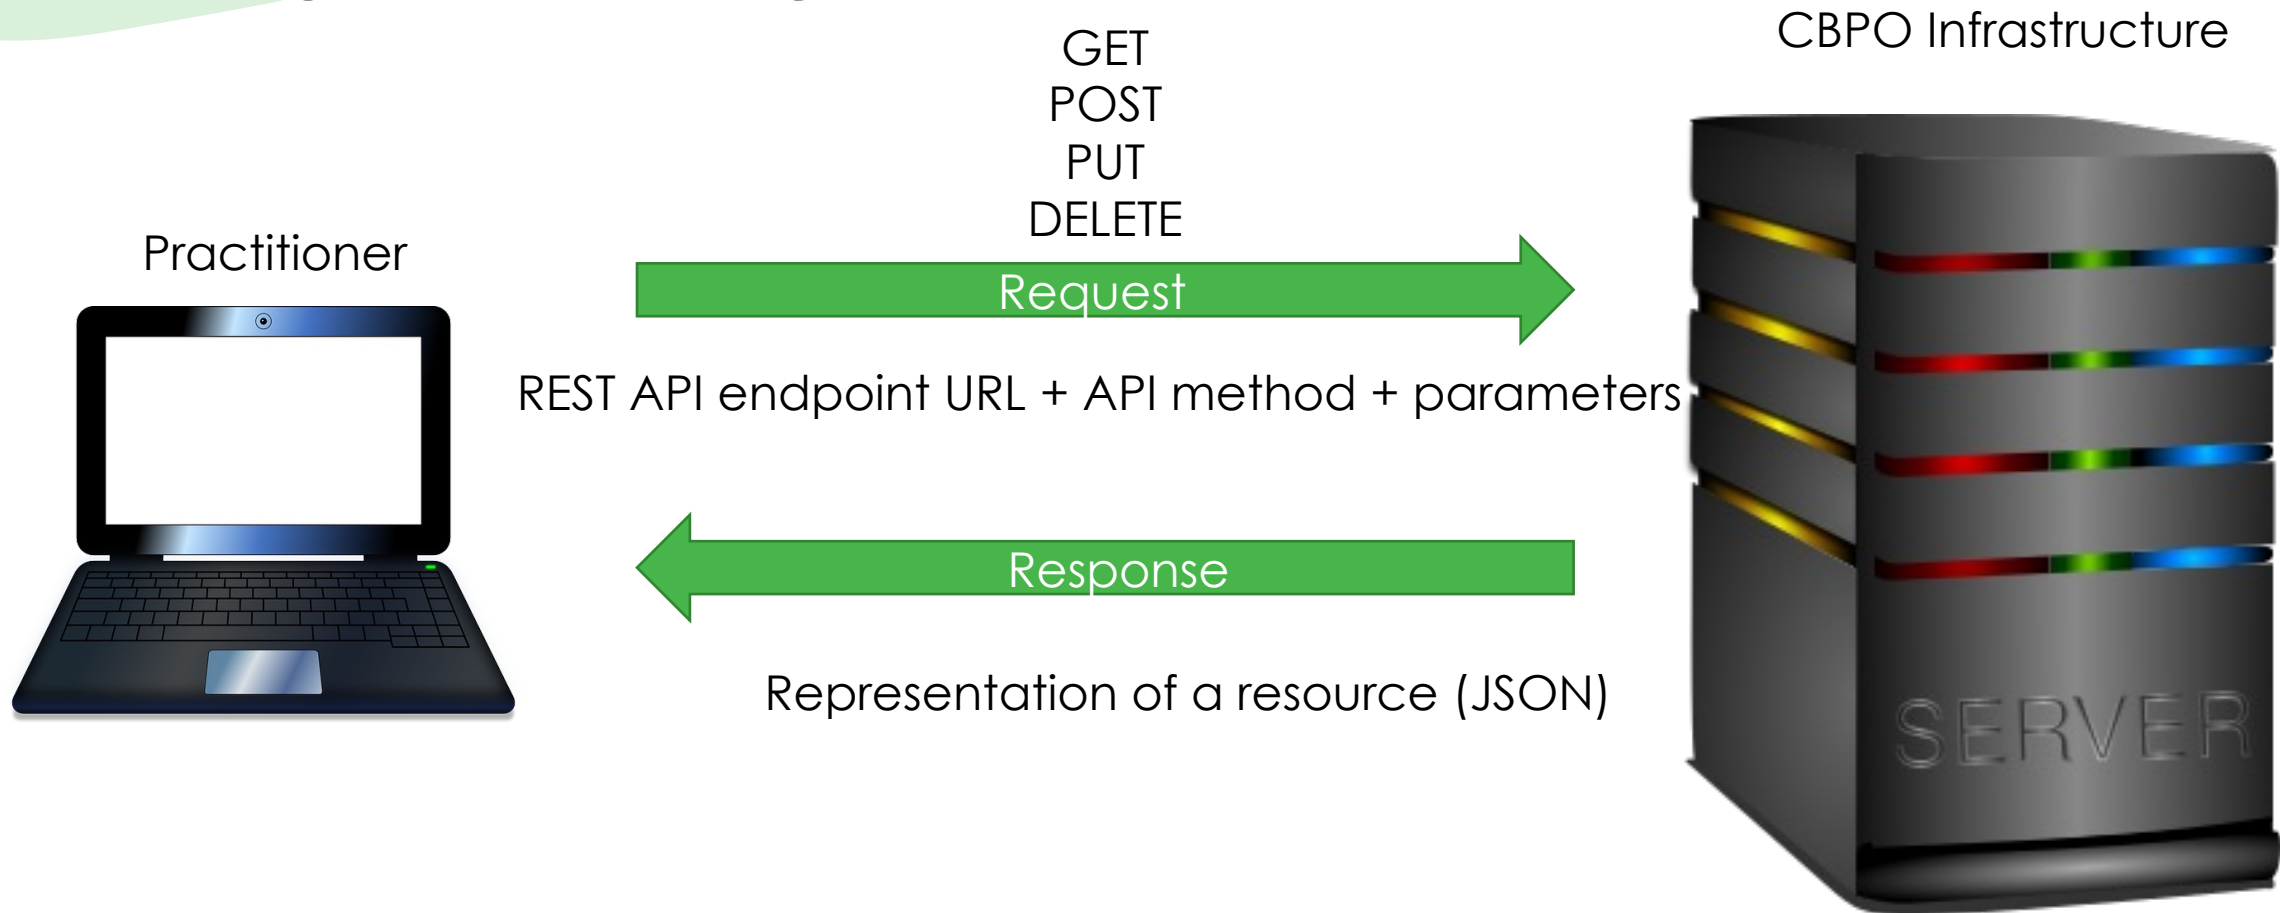 CBPO Infrastructure
GET
POST
PUT
DELETE
Practitioner
Request
REST API endpoint URL + API method + parameters
Response
Representation of a resource (JSON)
SERVER